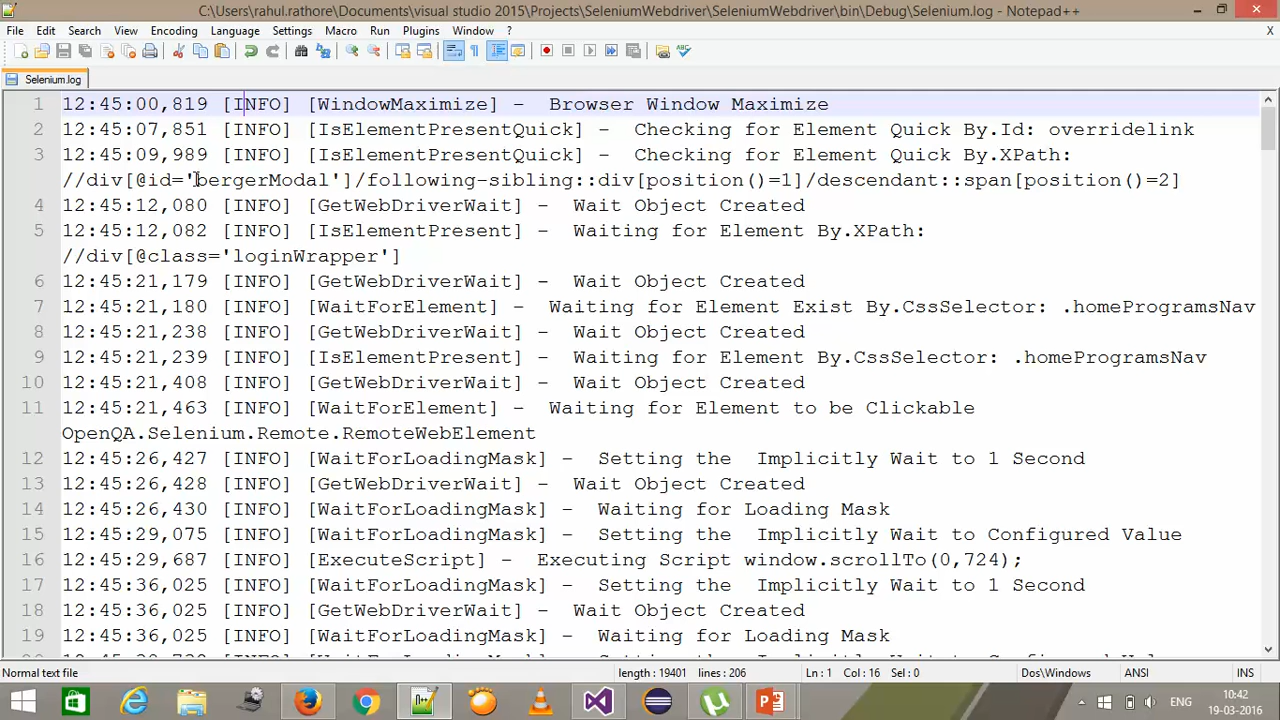 C:\Users\rahul.rathore\Documents\visual studio 2015\Projects\SeleniumWebdriver\SeleniumWebdriver\bin\Debug\Selenium.log - Notepad++
File Edit Search View Encoding Language Settings Macro Run Plugins Window ? X
Selenium.log
1 12:45:00,819 [INFO] [WindowMaximize] - Browser Window Maximize
2 12:45:07,851 [INFO] [IsElementPresentQuick] - Checking for Element Quick By.Id: overridelink
3 12:45:09,989 [INFO] [IsElementPresentQuick] - Checking for Element Quick By.XPath:
//div[@id='bergerModal']/following-sibling::div[position()=1]/descendant::span[position()=2]
4 12:45:12,080 [INFO] [GetWebDriverWait] - Wait Object Created
5 12:45:12,082 [INFO] [IsElementPresent] - Waiting for Element By.XPath:
//div[@class='loginWrapper']
6 12:45:21,179 [INFO] [GetWebDriverWait] - Wait Object Created
7 12:45:21,180 [INFO] [WaitForElement] - Waiting for Element Exist By.CssSelector: .homeProgramsNav
8 12:45:21,238 [INFO] [GetWebDriverWait] - Wait Object Created
9 12:45:21,239 [INFO] [IsElementPresent] - Waiting for Element By.CssSelector: .homeProgramsNav
10 12:45:21,408 [INFO] [GetWebDriverWait] - Wait Object Created
11 12:45:21,463 [INFO] [WaitForElement] - Waiting for Element to be Clickable
OpenQA.Selenium.Remote.RemoteWebElement
12 12:45:26,427 [INFO] [WaitForLoadingMask] - Setting the Implicitly Wait to 1 Second
13 12:45:26,428 [INFO] [GetWebDriverWait] - Wait Object Created
14 12:45:26,430 [INFO] [WaitForLoadingMask] - Waiting for Loading Mask
15 12:45:29,075 [INFO] [WaitForLoadingMask] - Setting the Implicitly Wait to Configured Value
16 12:45:29,687 [INFO] [ExecuteScript] - Executing Script window.scrollTo(0,724);
17 12:45:36,025 [INFO] [WaitForLoadingMask] - Setting the Implicitly Wait to 1 Second
18 12:45:36,025 [INFO] [GetWebDriverWait] - Wait Object Created
19 12:45:36,025 [INFO] [WaitForLoadingMask] - Waiting for Loading Mask
Normal text file length : 19401 lines : 206 Ln : 1 Col : 16 Sel : 0 Dos\Windows ANSI INS
ENG 10:42
19-03-2016